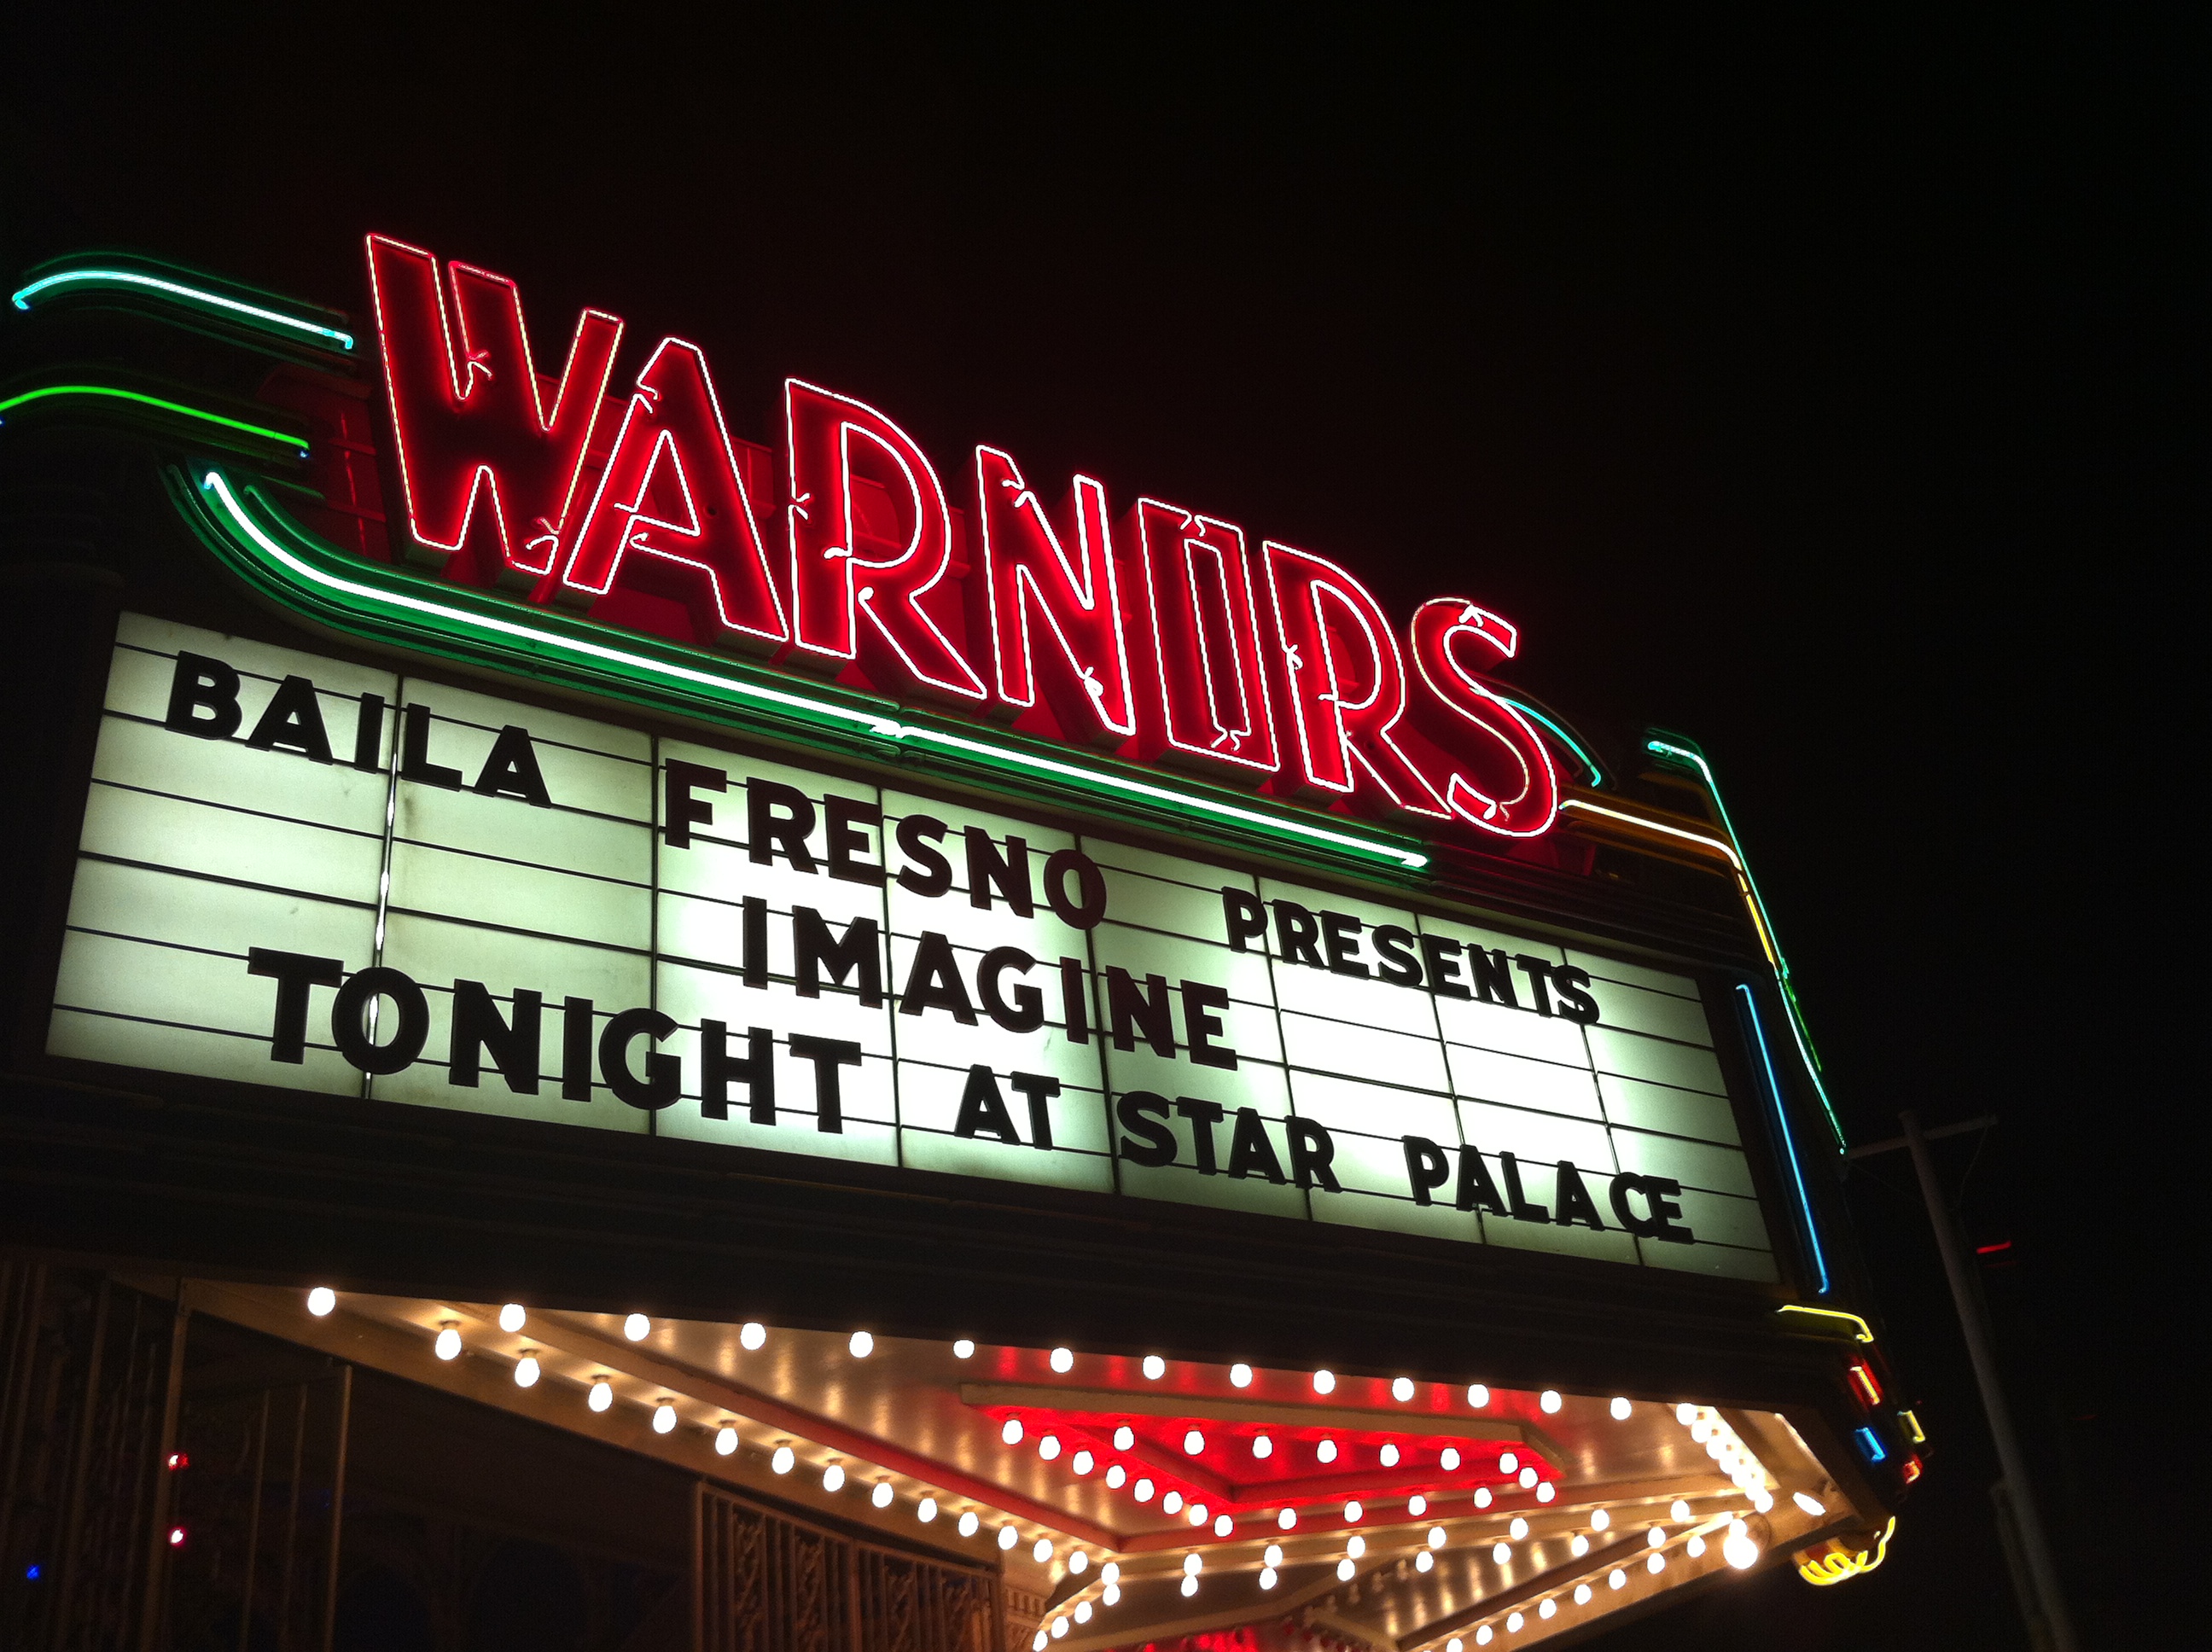 WARNORS
BAILA FRESNO PRESENTS
IMAGINE
TONIGHT AT STAR PALACE